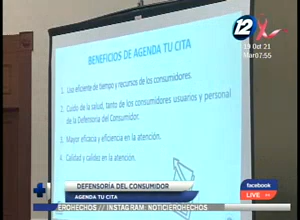 12
19 Oct 21
Mar07:55
BENEFICIOS DE AGENDA TU CITA
1. Uso eficiente de tiempo y recursos de los consumidores.
2. Cuido de la salud, tanto de los consumidores usuarios y personal
de la Defensoría del Consumidor.
3. Mayor eficacia y eficiencia en la atención.
4. Calidad y calidez en la atención.
DEFENSORÍA DEL CONSUMIDOR
AGENDA TU CITA
facebook
LIVE
EROHECHOS // INSTAGRAM: NOTICIEROHECHOS